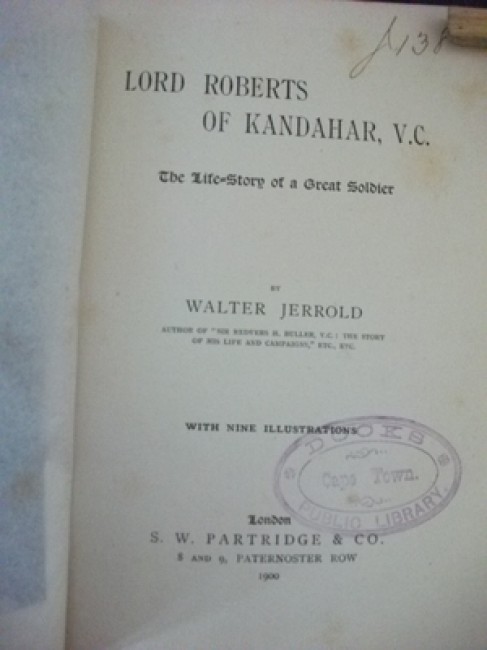 138
LORD ROBERTS
OF KANDAHAR, V.C.
The Life-Story of a Great Soldier
BY
WALTER JERROLD
AUTHOR OF "SIR REDVERS H. BULLER, V.C.: THE STORY
OF HIS LIFE AND CAMPAIGNS," ETC., ETC.
WITH NINE ILLUSTRATIONS
DOCKS
Cape Town.
PUBLIC LIBRARY.
London
S. W. PARTRIDGE & CO.
8 AND 9, PATERNOSTER ROW
1900